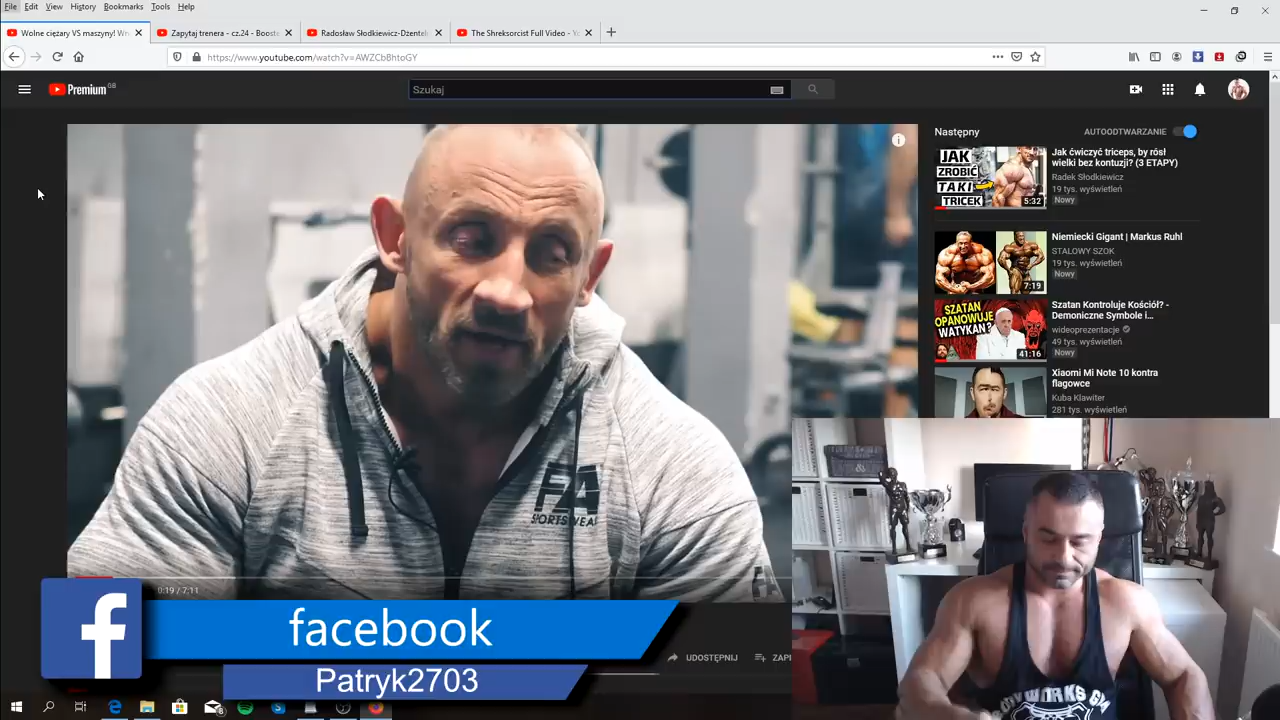 File Edit View History Bookmarks Tools Help
Wolne ciężary VS maszyny! Wn
Zapytaj trenera - cz.24 - Booste
Radosław Słodkiewicz-Dżentel
The Shreksorcist Full Video - Yo
https://www.youtube.com/watch?v=AWZCbBhtoGY
Premium GB
Szukaj
Następny
AUTOODTWARZANIE
JAK
ZROBIĆ
TAKI
TRICEK
5:32
Jak ćwiczyć triceps, by rósł
wielki bez kontuzji? (3 ETAPY)
Radek Słodkiewicz
19 tys. wyświetleń
Nowy
7:19
Niemiecki Gigant | Markus Ruhl
STALOWY SZOK
19 tys. wyświetleń
Nowy
SZATAN
OPANOWUJE
WATYKAN?
41:16
Szatan Kontroluje Kościół? -
Demoniczne Symbole i...
wideoprezentacje
49 tys. wyświetleń
Nowy
Xiaomi Mi Note 10 kontra
flagowce
Kuba Klawiter
281 tys. wyświetleń
FA
SPORTSWEAR
0:19 / 7:11
facebook
Patryk2703
UDOSTĘPNIJ
ZAPI